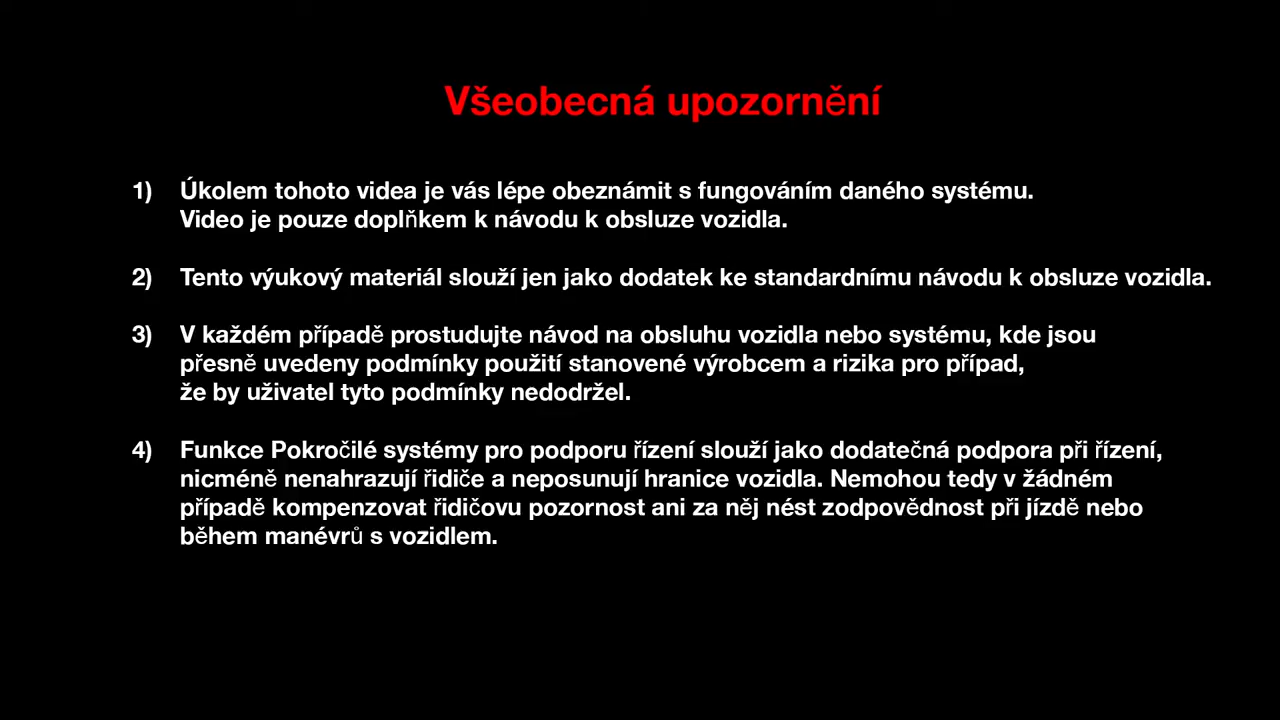 Všeobecná upozornění
1) Úkolem tohoto videa je vás lépe obeznámit s fungováním daného systému.
Video je pouze doplňkem k návodu k obsluze vozidla.
2) Tento výukový materiál slouží jen jako dodatek ke standardnímu návodu k obsluze vozidla.
3) V každém případě prostudujte návod na obsluhu vozidla nebo systému, kde jsou
přesně uvedeny podmínky použití stanovené výrobcem a rizika pro případ,
že by uživatel tyto podmínky nedodržel.
4) Funkce Pokročilé systémy pro podporu řízení slouží jako dodatečná podpora při řízení,
nicméně nenahrazují řidiče a neposunují hranice vozidla. Nemohou tedy v žádném
případě kompenzovat řidičovu pozornost ani za něj nést zodpovědnost při jízdě nebo
během manévrů s vozidlem.